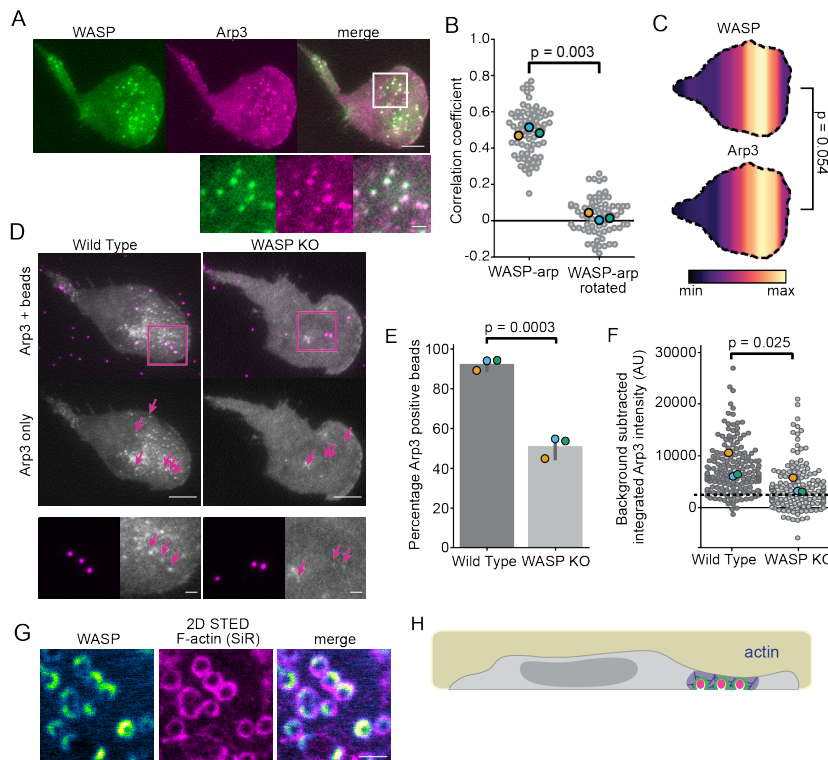 A
WASP
Arp3
merge
B
p = 0.003
Correlation coefficient
1.0
0.8
0.6
0.4
0.2
0
-0.2
WASP-arp
WASP-arp
rotated
C
WASP
Arp3
p = 0.054
min
max
D
Wild Type
WASP KO
Arp3 + beads
Arp3 only
E
p = 0.0003
Percentage Arp3 positive beads
100
80
60
40
20
0
Wild Type
WASP KO
F
p = 0.025
Background subtracted
integrated Arp3 intensity (AU)
30000
20000
10000
0
Wild Type
WASP KO
G
WASP
2D STED
F-actin (SiR)
merge
H
actin